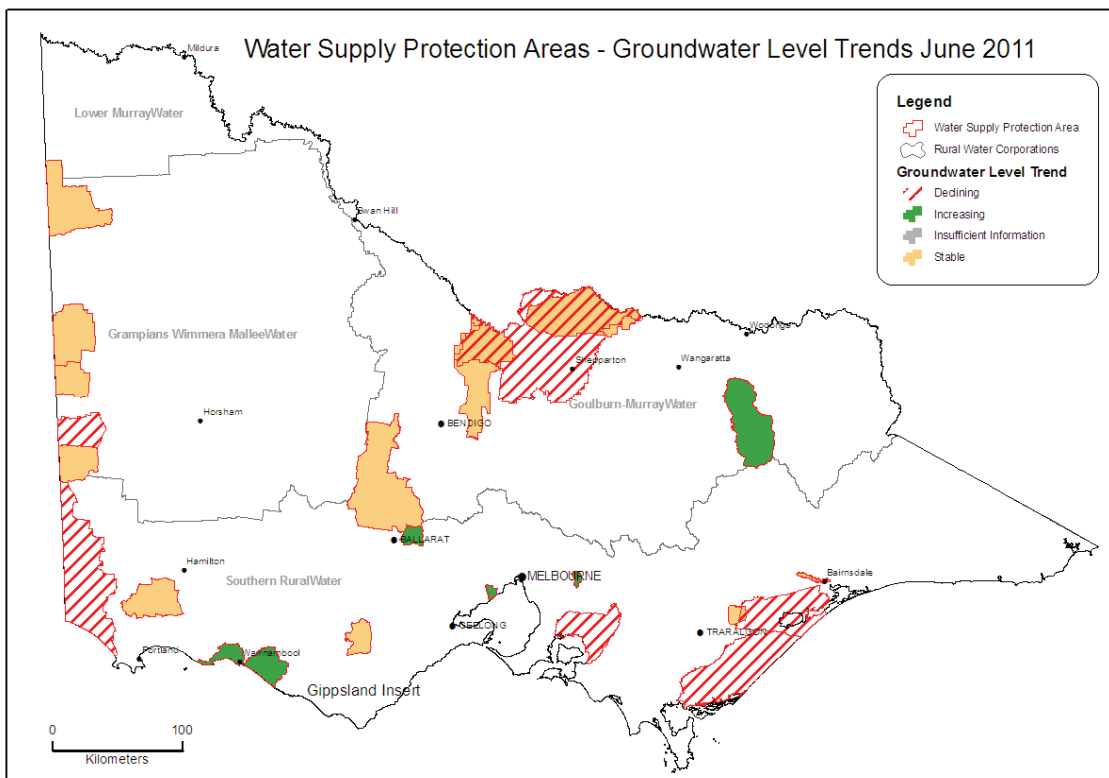 Water Supply Protection Areas - Groundwater Level Trends June 2011
Mildura
Lower MurrayWater
Legend
Water Supply Protection Area
Rural Water Corporations
Groundwater Level Trend
Declining
Increasing
Insufficient Information
Stable
Swan Hill
Grampians Wimmera MalleeWater
Wodonga
Shepparton
Wangaratta
Goulburn-MurrayWater
Horsham
BENDIGO
BALLARAT
Hamilton
Southern RuralWater
MELBOURNE
Bairnsdale
GEELONG
TRARALGON
Portland
Warrnambool
Gippsland Insert
0 100
Kilometers